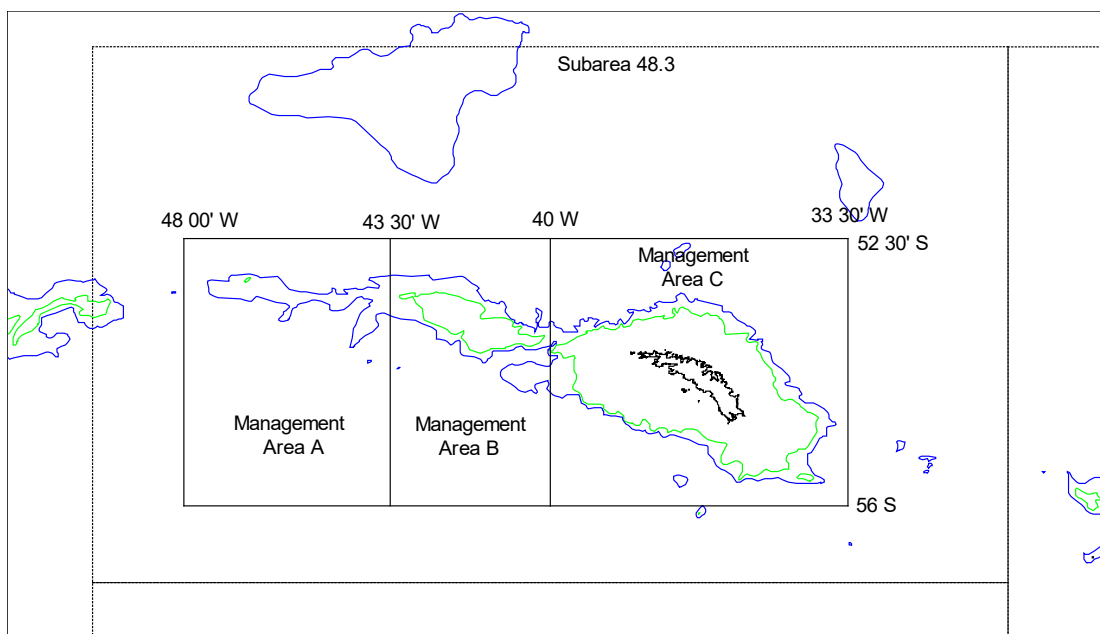 Subarea 48.3
48 00' W
43 30' W
40 W
33 30' W
52 30' S
Management
Area C
Management
Area A
Management
Area B
56 S